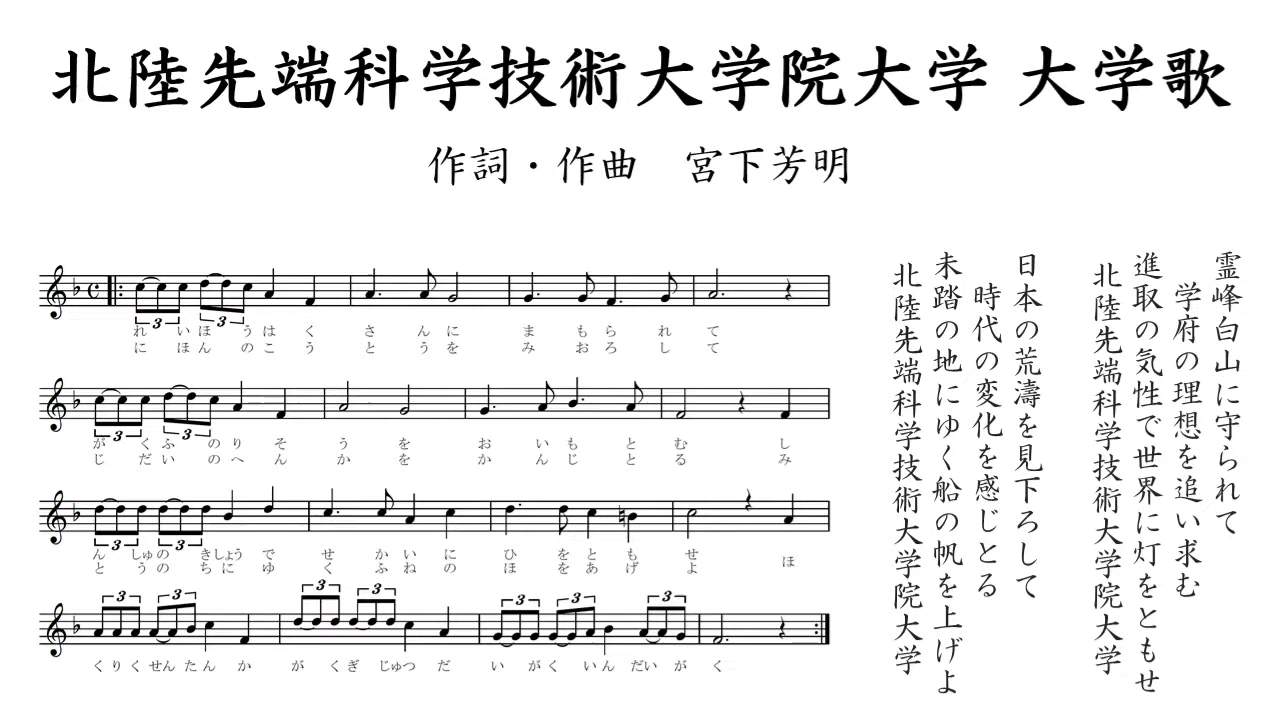 北陸先端科学技術大学院大学 大学歌
作詞・作曲　宮下芳明
れ い ほ う は く さ ん に ま も ら れ て
に ほ ん の こ う と う を み お ろ し て
が く ふ の り そ う を お い も と む し
じ だ い の へ ん か を か ん じ と る み
ん しゅ の き しょう で せ か い に ひ を と も せ ほ
と う の ち に ゆ く ふ ね の ほ を あ げ よ
く り く せん た ん か が く ぎ じゅつ だ い が く い ん だい が く
霊峰白山に守られて
学府の理想を追い求む
進取の気性で世界に灯をともせ
北陸先端科学技術大学院大学
日本の荒濤を見下ろして
時代の変化を感じとる
未踏の地にゆく船の帆を上げよ
北陸先端科学技術大学院大学